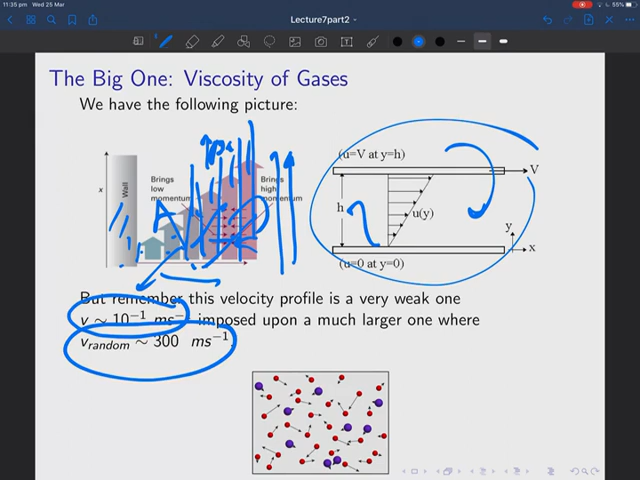 11:35 pm Wed 25 Mar
55%
Lecture7part2
The Big One: Viscosity of Gases
We have the following picture:
x
Wall
Brings
low
momentum
Brings
high
momentum
(u=V at y=h)
V
h
u(y)
y
x
(u=0 at y=0)
But remember this velocity profile is a very weak one
v ∼ 10⁻¹ ms⁻ imposed upon a much larger one where
v_random ∼ 300 ms⁻¹